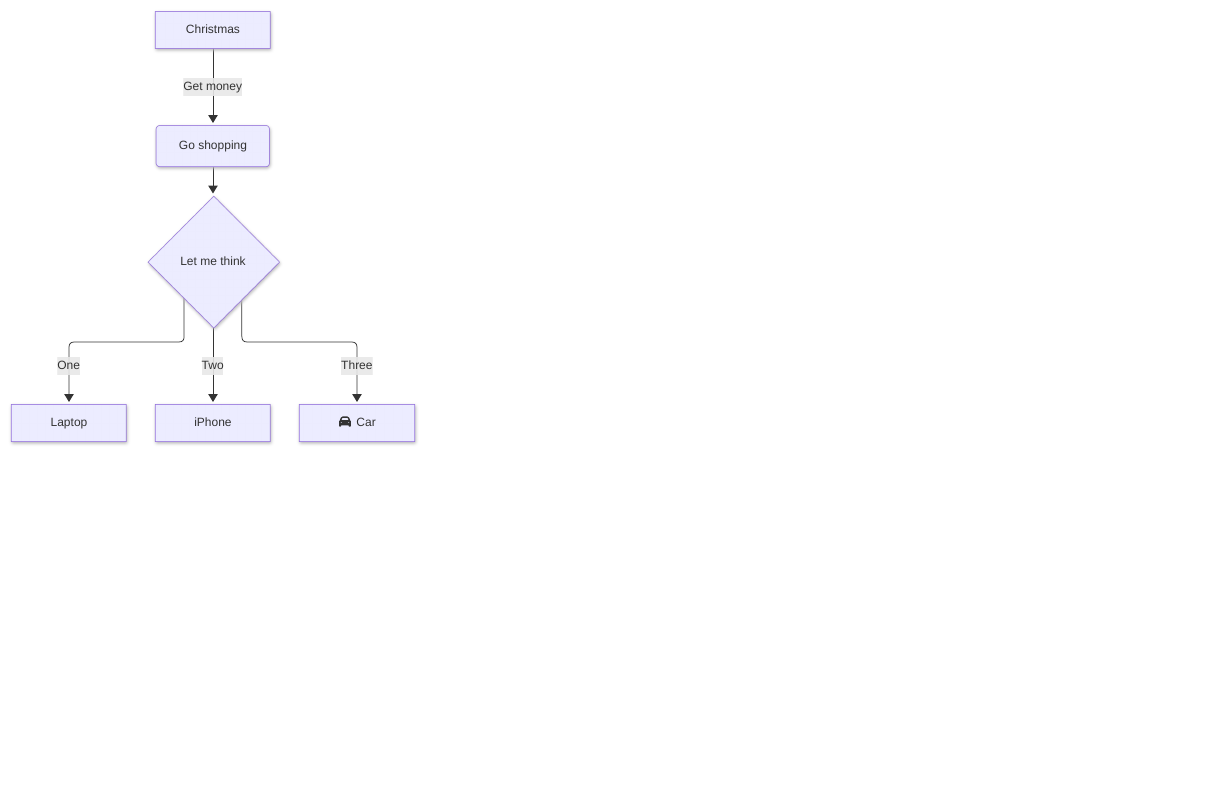 Christmas
Get money
Go shopping
Let me think
One
Two
Three
Laptop
iPhone
Car